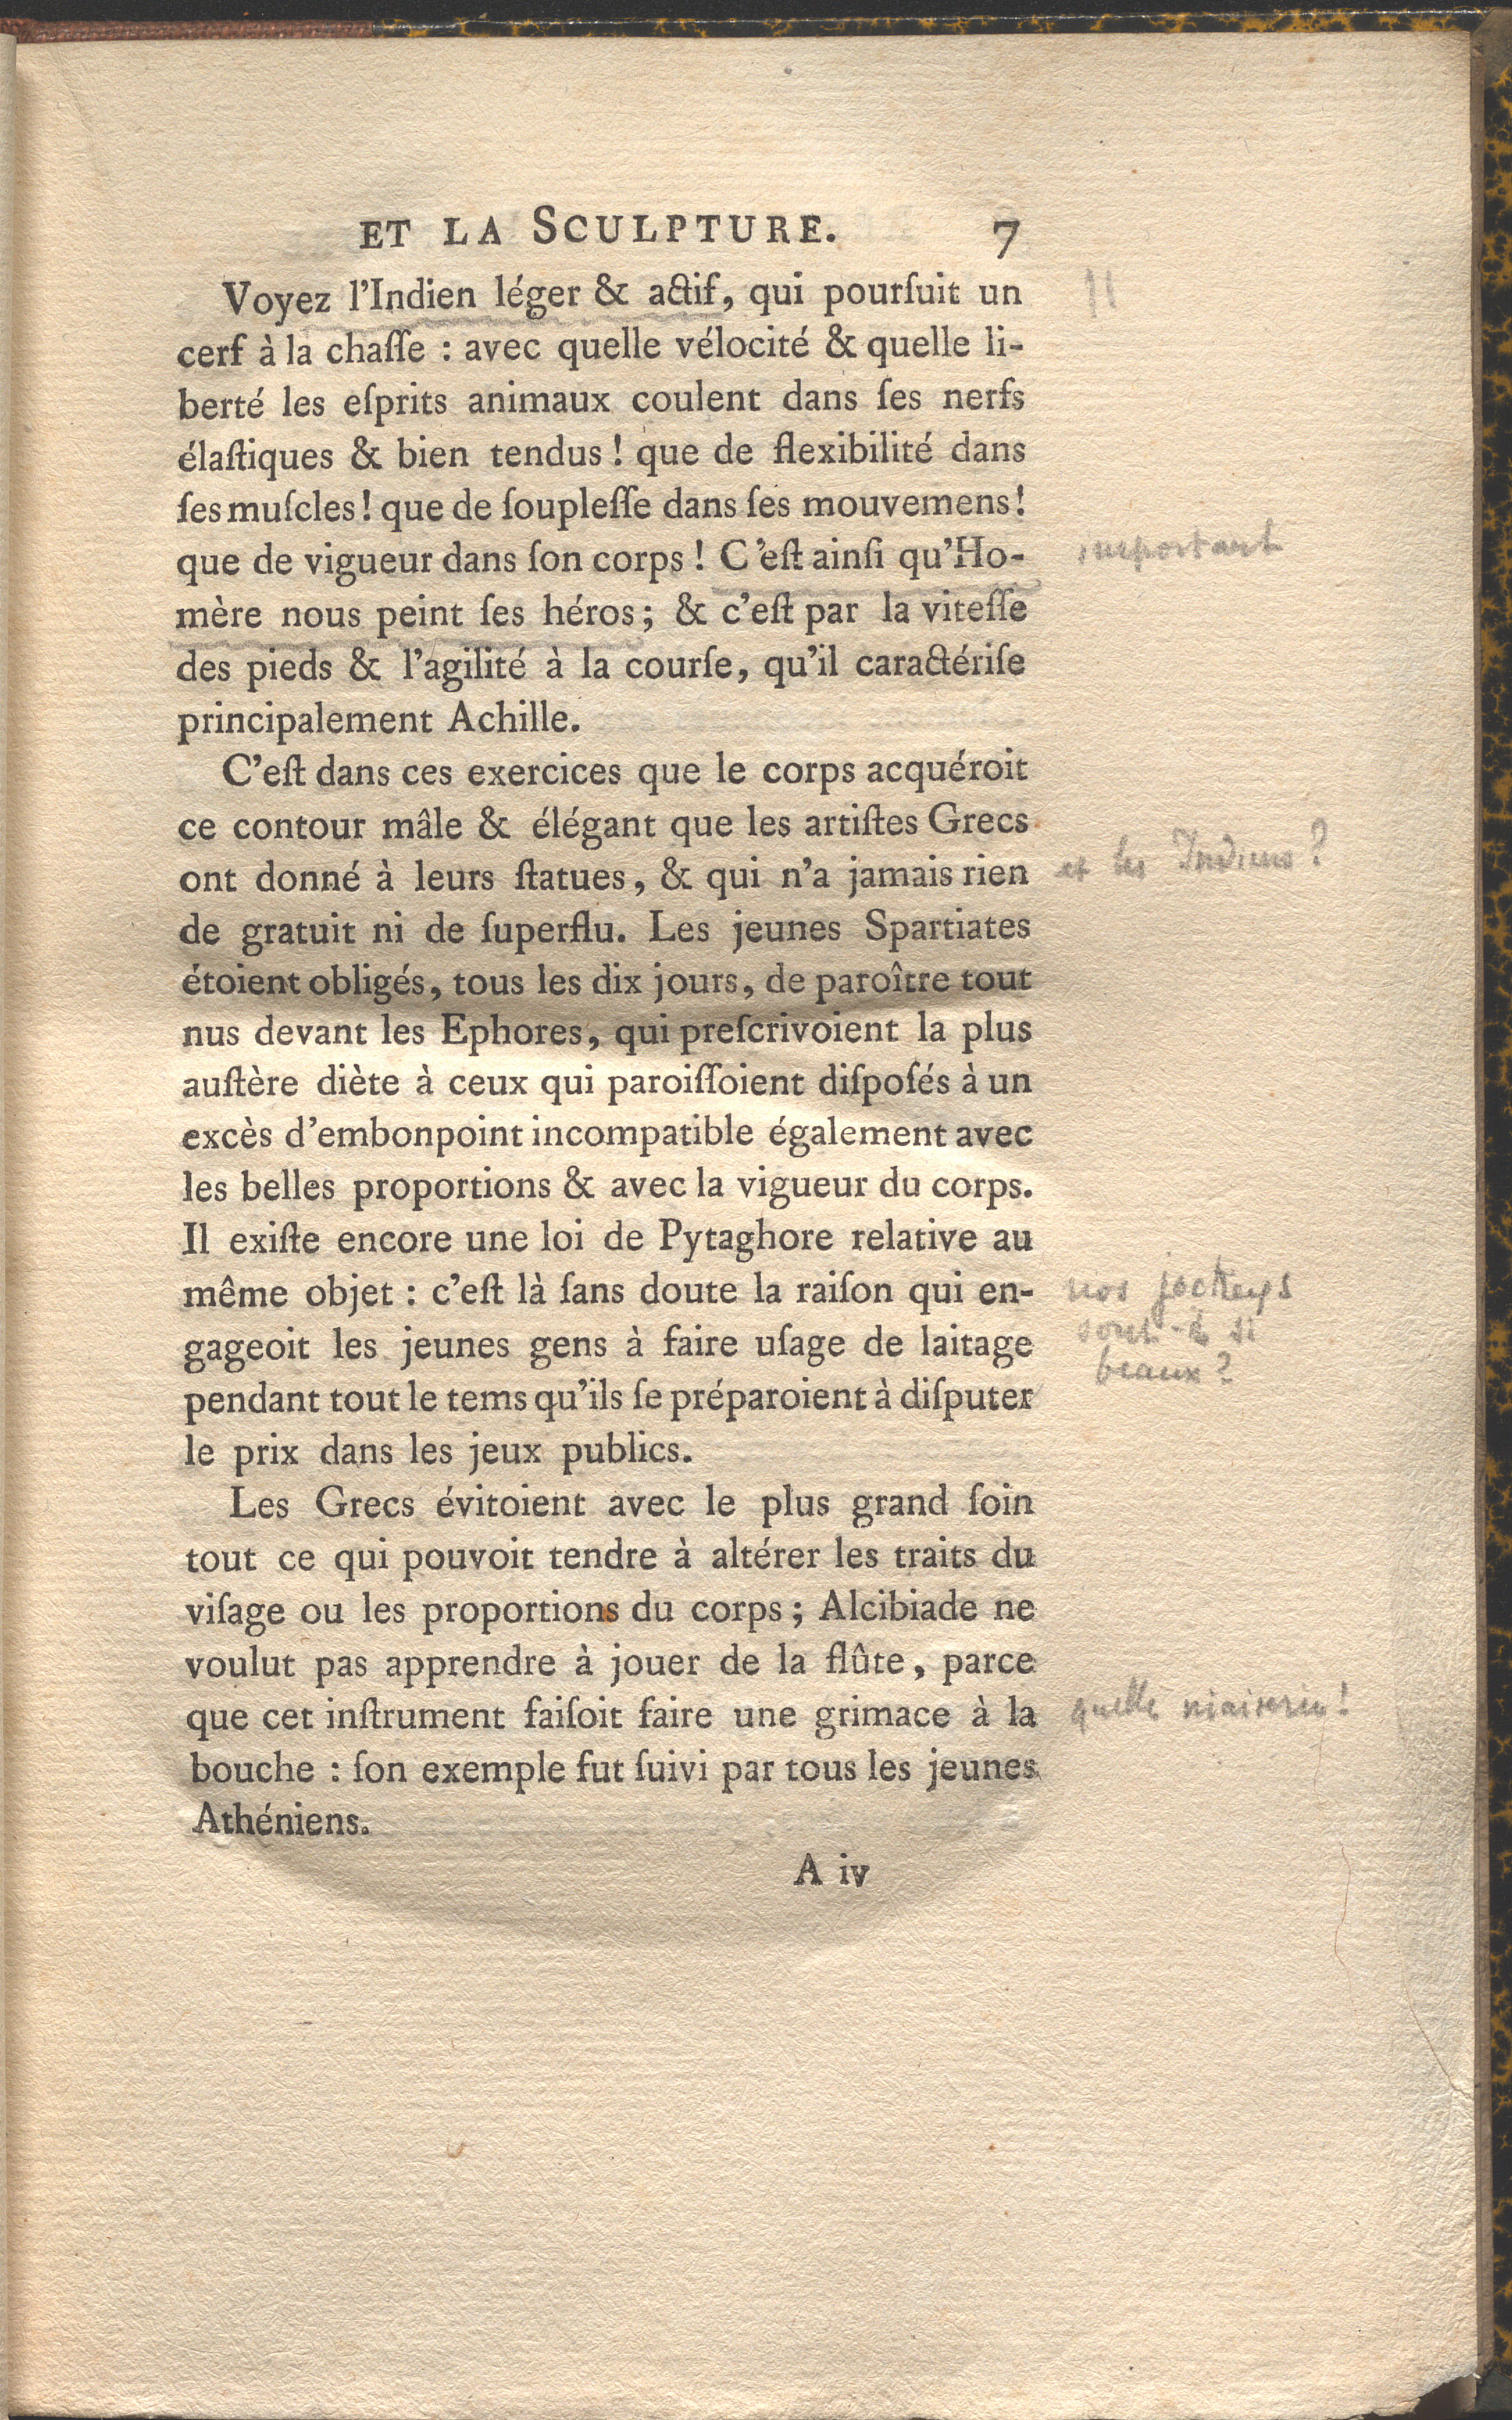 ET LA SCULPTURE. 7
Voyez l'Indien léger & actif, qui pourſuit un
cerf à la chaſſe : avec quelle vélocité & quelle li-
berté les eſprits animaux coulent dans ſes nerfs
élaſtiques & bien tendus ! que de flexibilité dans
ſes muſcles ! que de ſoupleſſe dans ſes mouvemens !
que de vigueur dans ſon corps ! C'eſt ainſi qu'Ho-
important
mère nous peint ſes héros ; & c'eſt par la viteſſe
des pieds & l'agilité à la courſe, qu'il caractériſe
principalement Achille.
C'eſt dans ces exercices que le corps acquéroit
ce contour mâle & élégant que les artiſtes Grecs
ont donné à leurs ſtatues, & qui n'a jamais rien
et les Indiens ?
de gratuit ni de ſuperflu. Les jeunes Spartiates
étoient obligés, tous les dix jours, de paroître tout
nus devant les Ephores, qui preſcrivoient la plus
auſtère diète à ceux qui paroiſſoient diſpoſés à un
excès d'embonpoint incompatible également avec
les belles proportions & avec la vigueur du corps.
Il exiſte encore une loi de Pytaghore relative au
même objet : c'eſt là ſans doute la raiſon qui en-
nos jockeys
gageoit les jeunes gens à faire uſage de laitage
sont-ils si
beaux ?
pendant tout le tems qu'ils ſe préparoient à diſputer
le prix dans les jeux publics.
Les Grecs évitoient avec le plus grand ſoin
tout ce qui pouvoit tendre à altérer les traits du
viſage ou les proportions du corps ; Alcibiade ne
voulut pas apprendre à jouer de la flûte, parce
que cet inſtrument faiſoit faire une grimace à la
quelle niaiserie !
bouche : ſon exemple fut ſuivi par tous les jeunes
Athéniens.
A iv